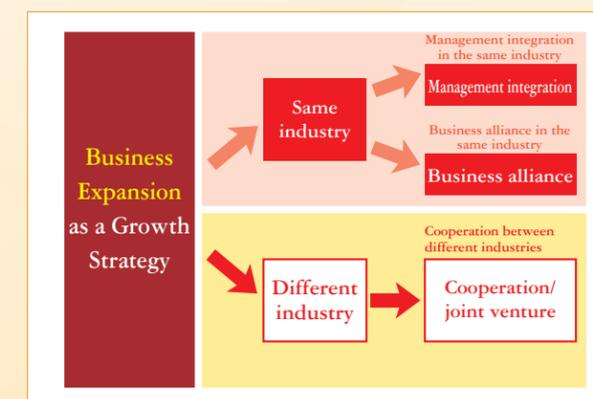 Business
Expansion
as a Growth
Strategy
Same
industry
Management integration
in the same industry
Management integration
Business alliance in the
same industry
Business alliance
Different
industry
Cooperation between
different industries
Cooperation/
joint venture